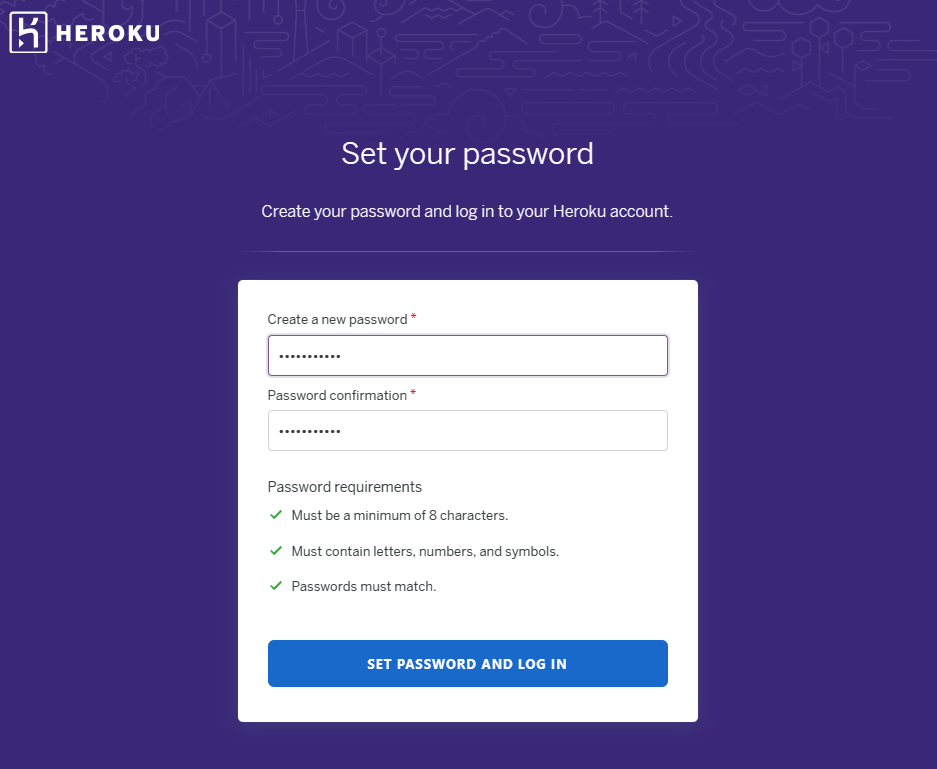 HEROKU
Set your password
Create your password and log in to your Heroku account.
Create a new password *
•••••••••••
Password confirmation *
•••••••••••
Password requirements
Must be a minimum of 8 characters.
Must contain letters, numbers, and symbols.
Passwords must match.
SET PASSWORD AND LOG IN